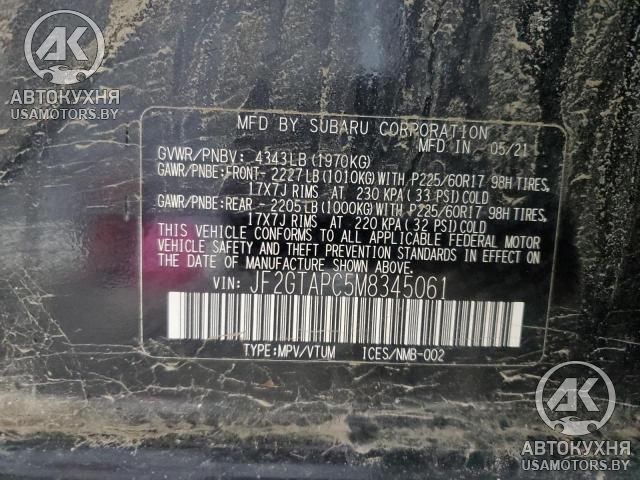 MFD BY SUBARU CORPORATION
MFD IN 05/21
GVWR/PNBV: 4343LB(1970KG)
GAWR/PNBE:FRONT-2227LB(1010KG)WITH P225/60R17 98H TIRES,
17X7J RIMS AT 230 KPA(33 PSI)COLD
GAWR/PNBE:REAR -2205LB(1000KG)WITH P225/60R17 98H TIRES,
17X7J RIMS AT 220 KPA(32 PSI)COLD
THIS VEHICLE CONFORMS TO ALL APPLICABLE FEDERAL MOTOR
VEHICLE SAFETY AND THEFT PREVENTION STANDARDS IN EFFECT ON
THE DATE OF MANUFACTURE SHOWN ABOVE.
VIN: JF2GTAPC5M8345061
TYPE:MPV/VTUM ICES/NMB-002
АК
АВТОКУХНЯ
USAMOTORS.BY
АК
АВТОКУХНЯ
USAMOTORS.BY